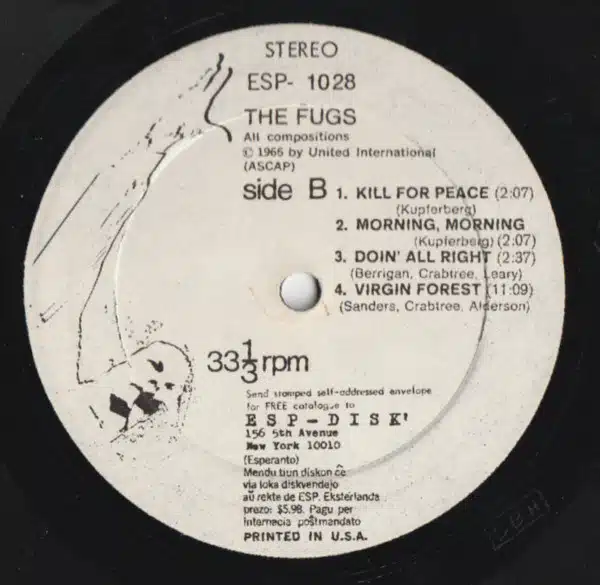 STEREO
ESP- 1028
THE FUGS
All compositions
© 1966 by United International
(ASCAP)
side B
1. KILL FOR PEACE (2:07)
(Kupferberg)
2. MORNING, MORNING
(Kupferberg) (2:07)
3. DOIN' ALL RIGHT (2:37)
(Berrigan, Crabtree, Leary)
4. VIRGIN FOREST (11:09)
(Sanders, Crabtree, Alderson)
33 1/3 rpm
Send stamped self-addressed envelope
for FREE catalogue to
ESP-DISK'
156 5th Avenue
New York 10010
(Esperanto)
Mendu tiun diskon ĉe
via loka diskvendejo
aŭ rekte de ESP. Eksterlanda
prezo: $5.98. Pagu per
internacia poŝtmandato
PRINTED IN U.S.A.